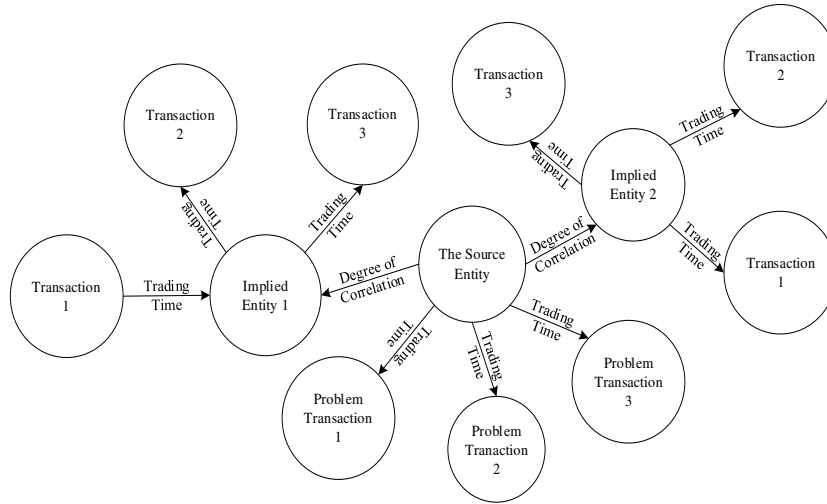 Transaction
2
Transaction
3
Transaction
3
Transaction
2
Trading
Time
Trading
Time
Trading
Time
Trading
Time
Implied
Entity 2
Trading
Time
Transaction
1
Transaction
1
Trading
Time
Implied
Entity 1
Degree of
Correlation
The Source
Entity
Degree of
Correlation
Trading
Time
Trading
Time
Trading
Time
Problem
Transaction
1
Problem
Tranaction
2
Problem
Transaction
3